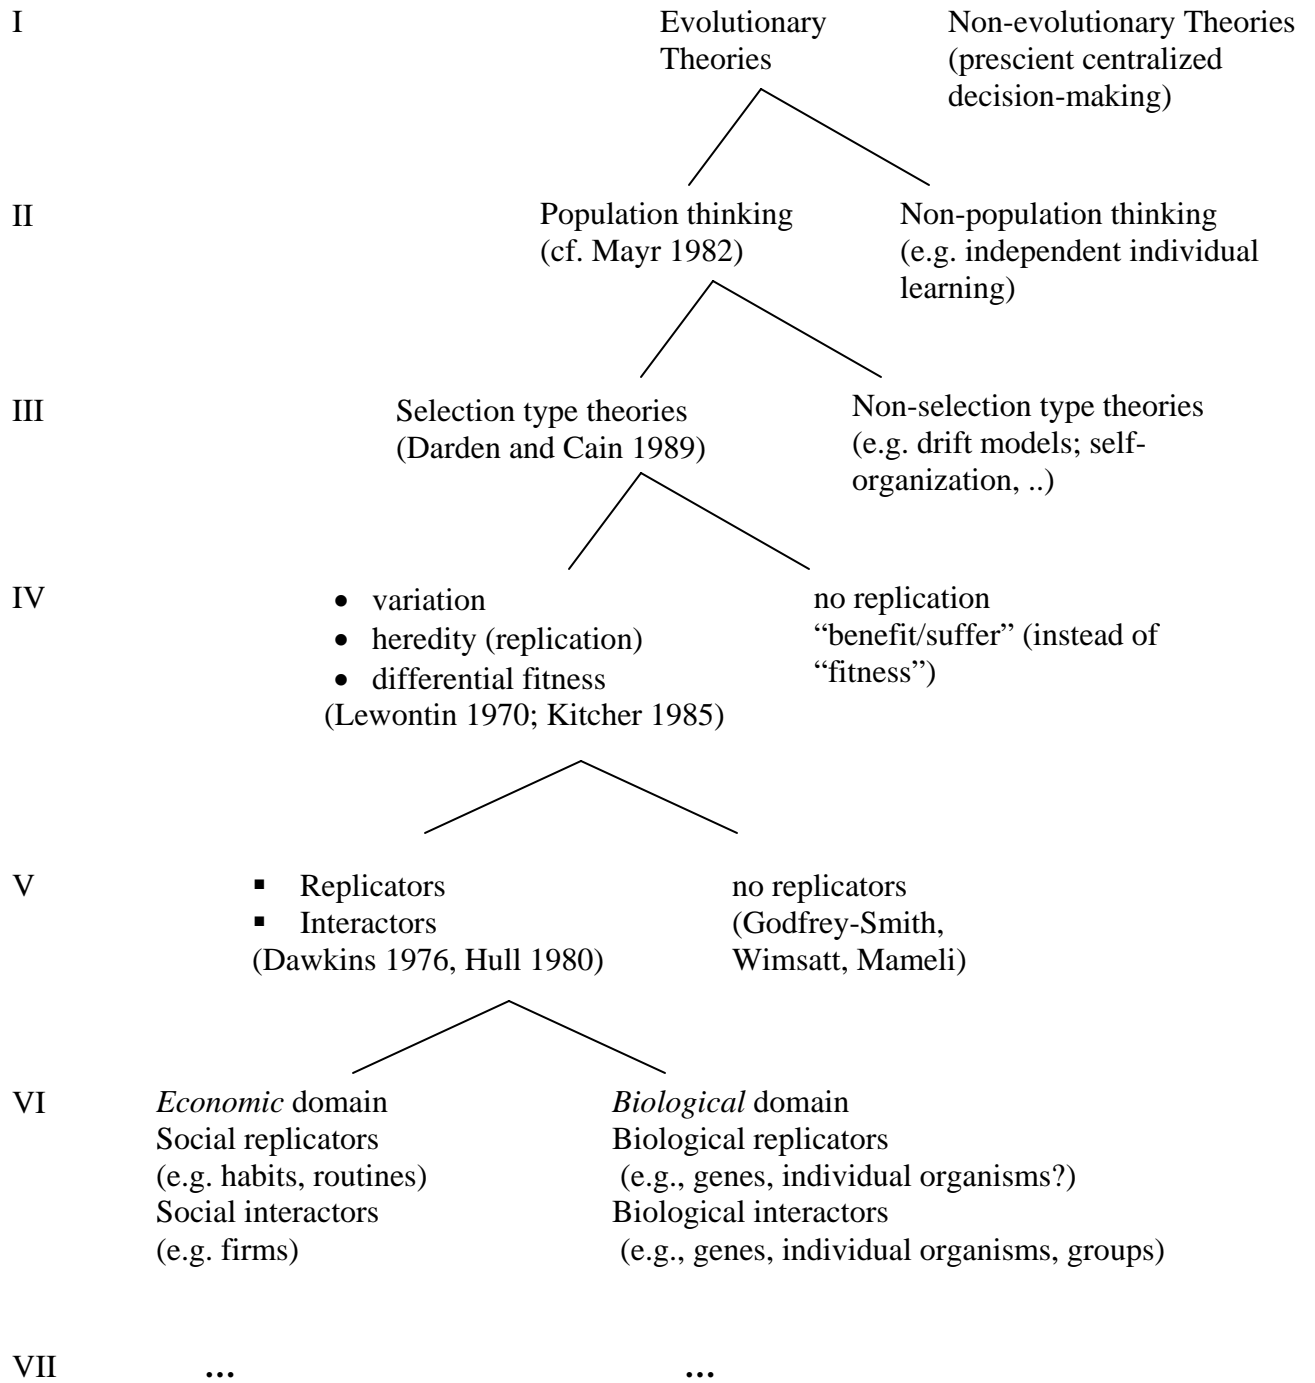 I
Evolutionary
Theories
Non-evolutionary Theories
(prescient centralized
decision-making)
II
Population thinking
(cf. Mayr 1982)
Non-population thinking
(e.g. independent individual
learning)
III
Selection type theories
(Darden and Cain 1989)
Non-selection type theories
(e.g. drift models; self-
organization, ..)
IV
• variation
• heredity (replication)
• differential fitness
(Lewontin 1970; Kitcher 1985)
no replication
“benefit/suffer” (instead of
“fitness”)
V
▪ Replicators
▪ Interactors
(Dawkins 1976, Hull 1980)
no replicators
(Godfrey-Smith,
Wimsatt, Mameli)
VI
Economic domain
Social replicators
(e.g. habits, routines)
Social interactors
(e.g. firms)
Biological domain
Biological replicators
(e.g., genes, individual organisms?)
Biological interactors
(e.g., genes, individual organisms, groups)
VII
...
...